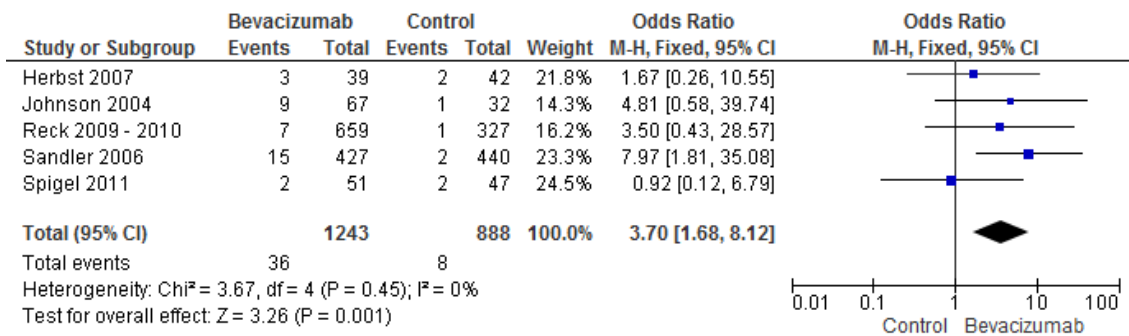 Bevacizumab Control Odds Ratio Odds Ratio
Study or Subgroup Events Total Events Total Weight M-H, Fixed, 95% CI M-H, Fixed, 95% CI
Herbst 2007 3 39 2 42 21.8% 1.67 [0.26, 10.55]
Johnson 2004 9 67 1 32 14.3% 4.81 [0.58, 39.74]
Reck 2009 - 2010 7 659 1 327 16.2% 3.50 [0.43, 28.57]
Sandler 2006 15 427 2 440 23.3% 7.97 [1.81, 35.08]
Spigel 2011 2 51 2 47 24.5% 0.92 [0.12, 6.79]
Total (95% CI) 1243 888 100.0% 3.70 [1.68, 8.12]
Total events 36 8
Heterogeneity: Chi² = 3.67, df = 4 (P = 0.45); I² = 0%
Test for overall effect: Z = 3.26 (P = 0.001)
0.01 0.1 1 10 100
Control Bevacizumab